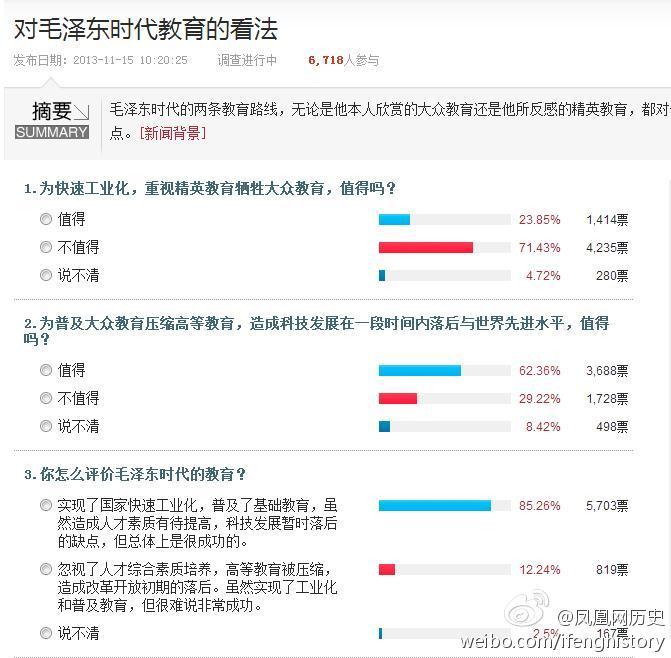 对毛泽东时代教育的看法
发布日期：2013-11-15 10:20:25 调查进行中 6,718人参与
摘要 毛泽东时代的两条教育路线，无论是他本人欣赏的大众教育还是他所反感的精英教育，都对
SUMMARY 点。[新闻背景]
1.为快速工业化，重视精英教育牺牲大众教育，值得吗？
值得 23.85% 1,414票
不值得 71.43% 4,235票
说不清 4.72% 280票
2.为普及大众教育压缩高等教育，造成科技发展在一段时间内落后与世界先进水平，值得
吗？
值得 62.36% 3,688票
不值得 29.22% 1,728票
说不清 8.42% 498票
3.你怎么评价毛泽东时代的教育？
实现了国家快速工业化，普及了基础教育，虽 85.26% 5,703票
然造成人才素质有待提高，科技发展暂时落后
的缺点，但总体上是很成功的。
忽视了人才综合素质培养，高等教育被压缩， 12.24% 819票
造成改革开放初期的落后。虽然实现了工业化
和普及教育，但很难说非常成功。
说不清 2.5% 167票
@凤凰网历史
weibo.com/ifenghistory